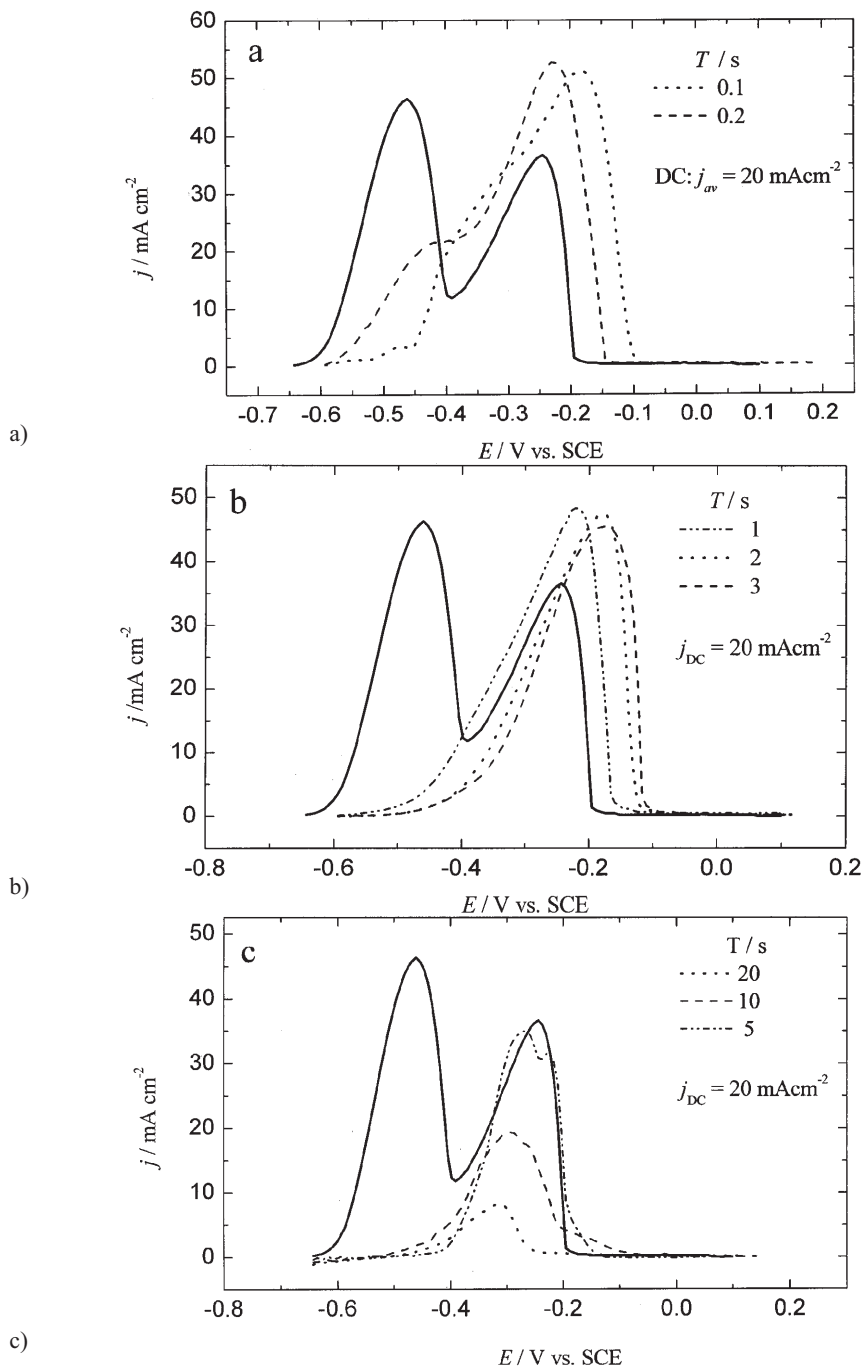 a
60
50
40
30
20
10
0
j / mA cm-2
T / s
0.1
0.2
DC: jav = 20 mAcm-2
-0.7 -0.6 -0.5 -0.4 -0.3 -0.2 -0.1 0.0 0.1 0.2
E / V vs. SCE
a)
b
50
40
30
20
10
0
j / mA cm-2
T / s
1
2
3
jDC = 20 mAcm-2
-0.8 -0.6 -0.4 -0.2 0.0 0.2
E / V vs. SCE
b)
c
50
40
30
20
10
0
j / mA cm-2
T / s
20
10
5
jDC = 20 mAcm-2
-0.8 -0.6 -0.4 -0.2 0.0 0.2
E / V vs. SCE
c)